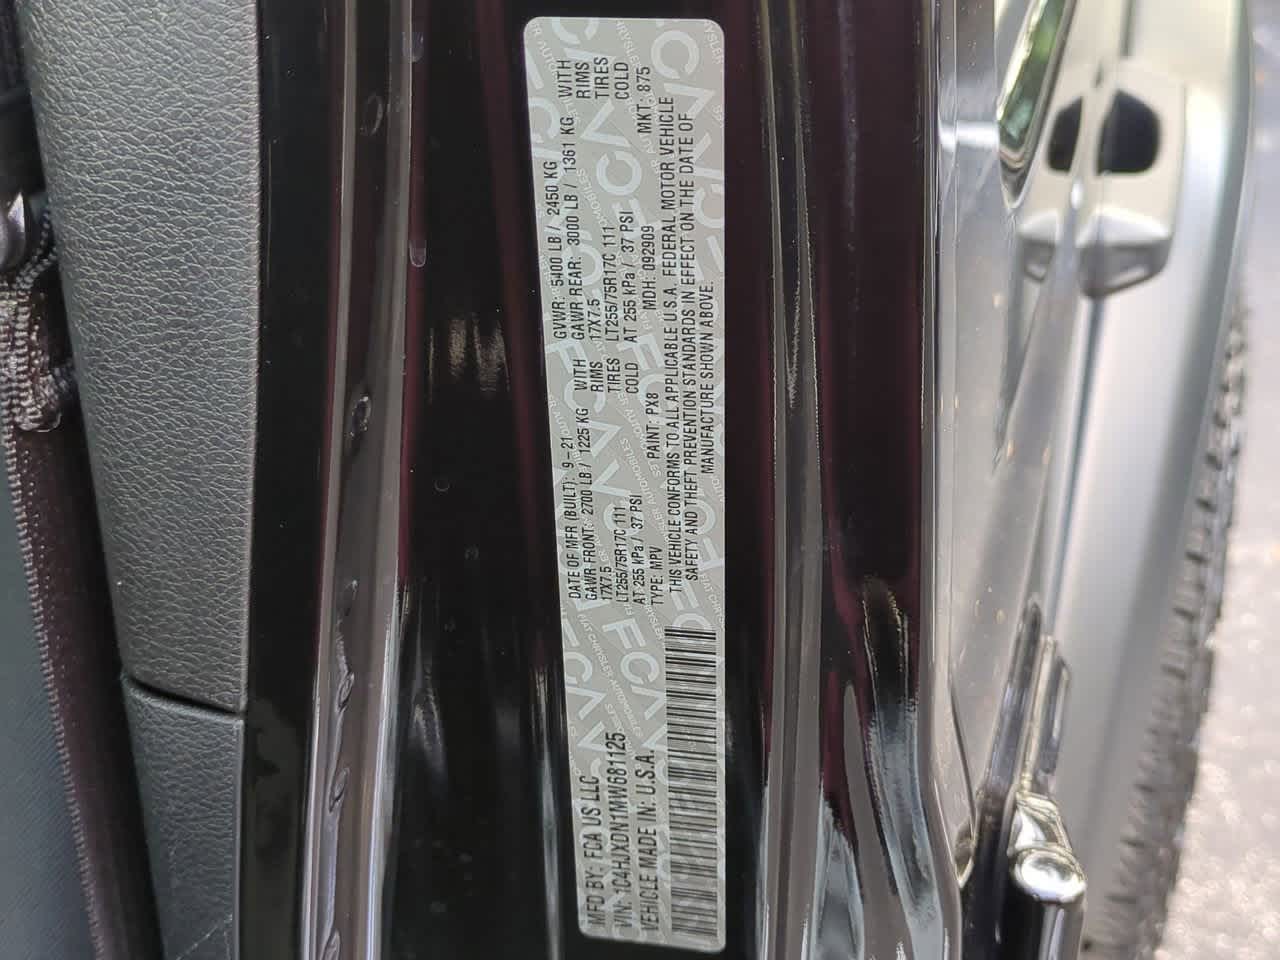 MFD BY: FCA US LLC
DATE OF MFR (BUILT): 9-21
GVWR: 5400 LB / 2450 KG
GAWR FRONT: 2700 LB / 1225 KG WITH
GAWR REAR: 3000 LB / 1361 KG WITH
17X7.5 RIMS
17X7.5 RIMS
LT255/75R17C 111 TIRES
LT255/75R17C 111 TIRES
AT 255 kPa / 37 PSI COLD
AT 255 kPa / 37 PSI COLD
VIN: 1C4HJXDN1MW681125
TYPE: MPV PAINT: PX8 MDH: 092909 MKT: 875
VEHICLE MADE IN: U.S.A.
THIS VEHICLE CONFORMS TO ALL APPLICABLE U.S.A. FEDERAL MOTOR VEHICLE
SAFETY AND THEFT PREVENTION STANDARDS IN EFFECT ON THE DATE OF
MANUFACTURE SHOWN ABOVE.